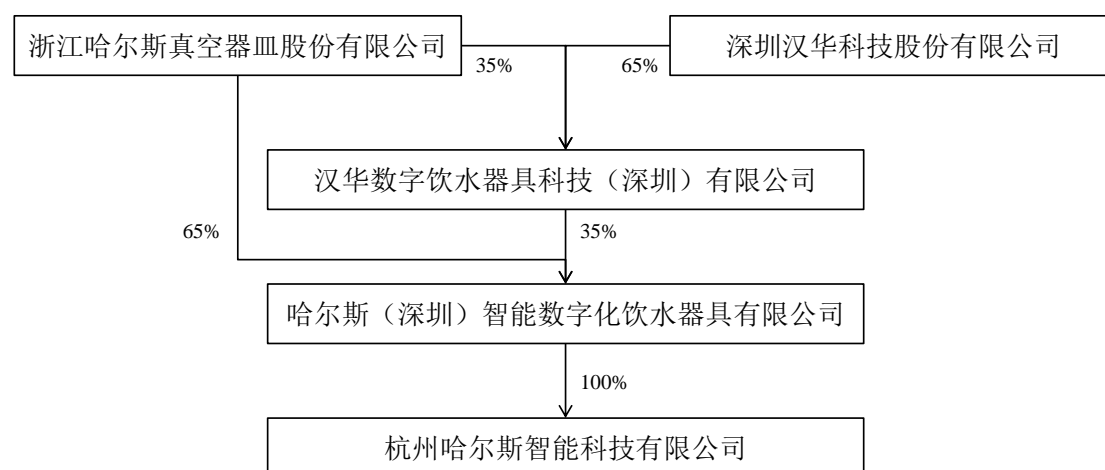 浙江哈尔斯真空器皿股份有限公司
深圳汉华科技股份有限公司
35%
65%
汉华数字饮水器具科技（深圳）有限公司
65%
35%
哈尔斯（深圳）智能数字化饮水器具有限公司
100%
杭州哈尔斯智能科技有限公司